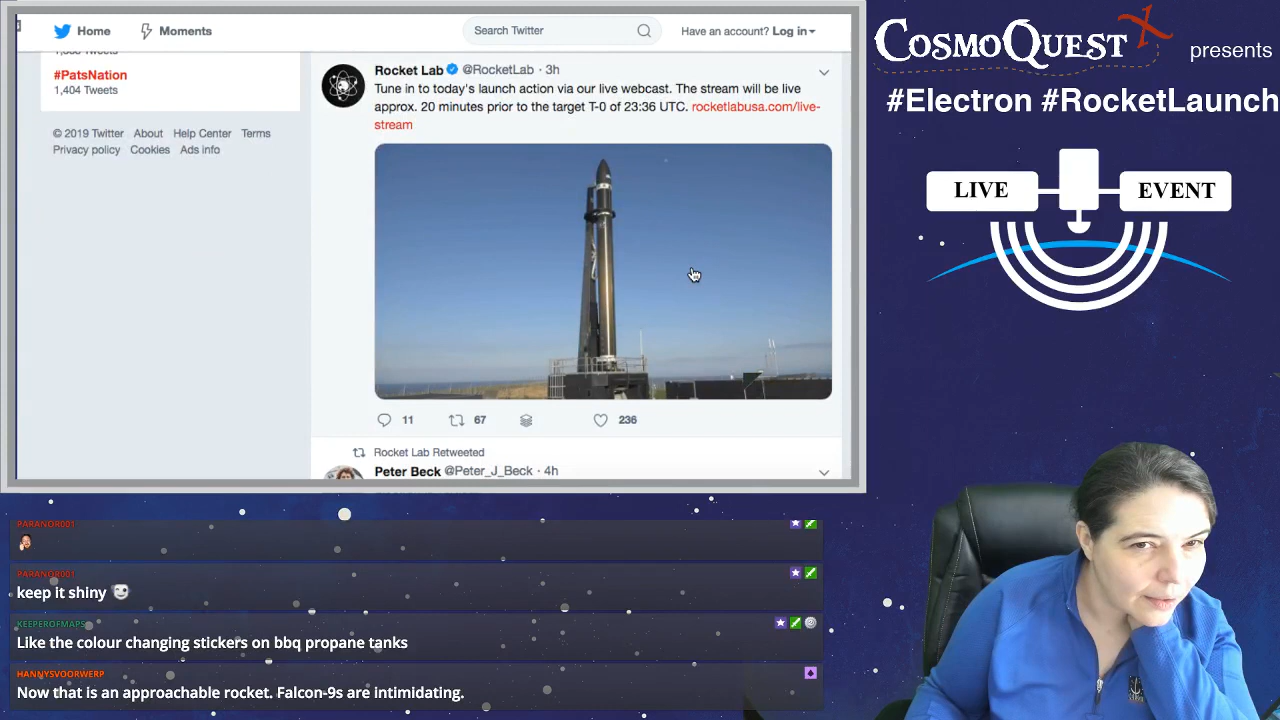 Home
Moments
Search Twitter
Have an account? Log in
#PatsNation
1,404 Tweets
© 2019 Twitter About Help Center Terms
Privacy policy Cookies Ads info
Rocket Lab @RocketLab · 3h
Tune in to today's launch action via our live webcast. The stream will be live
approx. 20 minutes prior to the target T-0 of 23:36 UTC. rocketlabusa.com/live-
stream
11 67 236
Rocket Lab Retweeted
Peter Beck @Peter_J_Beck · 4h
COSMOQUEST X presents
#Electron #RocketLaunch
LIVE EVENT
PARANOR001
PARANOR001
keep it shiny
KEEPEROFMAPS
Like the colour changing stickers on bbq propane tanks
HANNYSVOORWERP
Now that is an approachable rocket. Falcon-9s are intimidating.